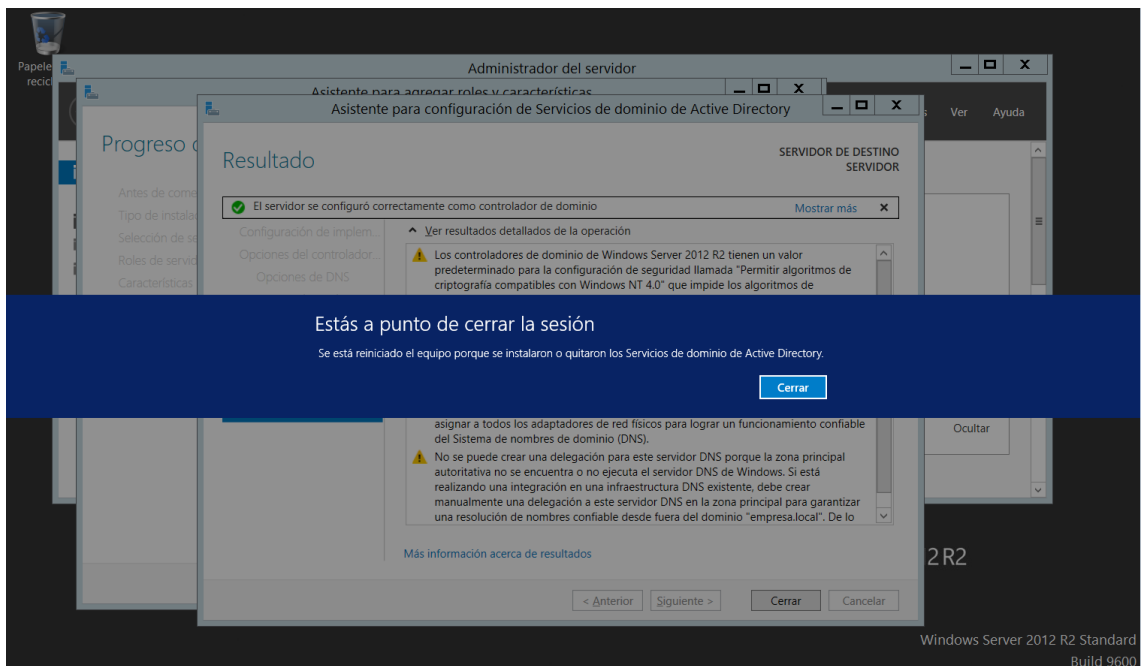 Papele
recicl
Administrador del servidor
Asistente para agregar roles y características
Asistente para configuración de Servicios de dominio de Active Directory
Ver
Ayuda
Progreso
Resultado
SERVIDOR DE DESTINO
SERVIDOR
Antes de come
Tipo de instala
Selección de se
Roles de servid
Características
El servidor se configuró correctamente como controlador de dominio
Mostrar más
Configuración de implem...
Opciones del controlador...
Opciones de DNS
Ver resultados detallados de la operación
Los controladores de dominio de Windows Server 2012 R2 tienen un valor
predeterminado para la configuración de seguridad llamada "Permitir algoritmos de
criptografía compatibles con Windows NT 4.0" que impide los algoritmos de
Estás a punto de cerrar la sesión
Se está reiniciado el equipo porque se instalaron o quitaron los Servicios de dominio de Active Directory.
Cerrar
asignar a todos los adaptadores de red físicos para lograr un funcionamiento confiable
del Sistema de nombres de dominio (DNS).
No se puede crear una delegación para este servidor DNS porque la zona principal
autoritativa no se encuentra o no ejecuta el servidor DNS de Windows. Si está
realizando una integración en una infraestructura DNS existente, debe crear
manualmente una delegación a este servidor DNS en la zona principal para garantizar
una resolución de nombres confiable desde fuera del dominio "empresa.local". De lo
Ocultar
Más información acerca de resultados
< Anterior
Siguiente >
Cerrar
Cancelar
2 R2
Windows Server 2012 R2 Standard
Build 9600